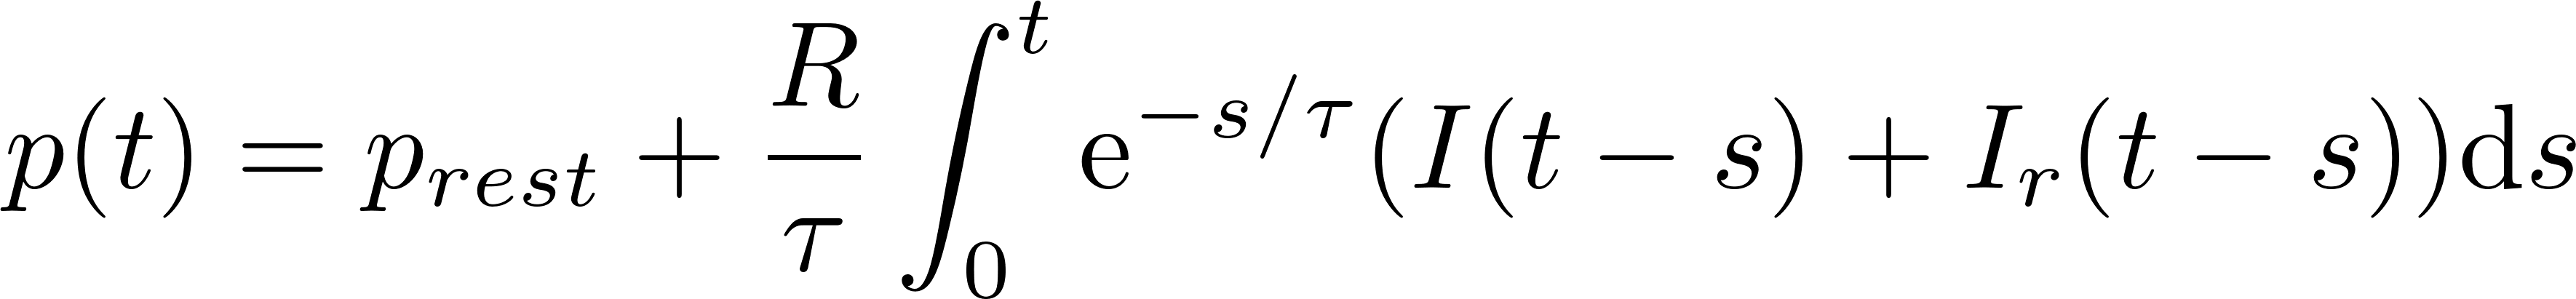 p(t) = p_{rest} + \frac{R}{\tau} \int_0^t e^{-s/\tau} (I(t - s) + I_r(t - s)) ds